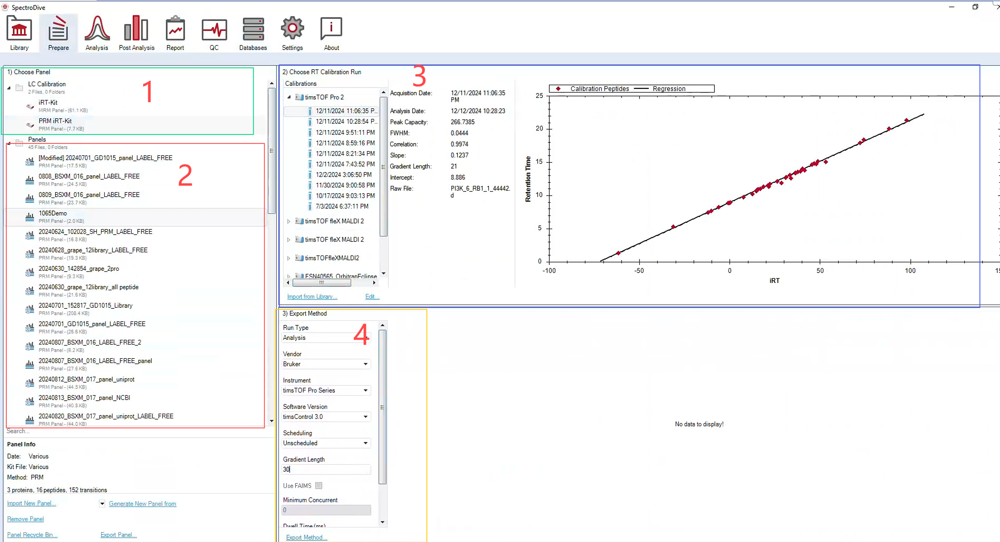 SpectroDive
Library
Prepare
Analysis
Post Analysis
Report
QC
Databases
Settings
About
1) Choose Panel
1
LC Calibration
2 Files, 0 Folders
iRT-Kit
MRM Panel - (61.1 KB)
PRM iRT-Kit
PRM Panel - (7.7 KB)
Panels
45 Files, 0 Folders
2
[Modified] 20240701_GD1015_panel_LABEL_FREE
PRM Panel - (17.5 KB)
0808_BSXM_016_panel_LABEL_FREE
PRM Panel - (24.5 KB)
0809_BSXM_016_panel_LABEL_FREE
PRM Panel - (23.7 KB)
1065Demo
PRM Panel - (2.0 KB)
20240624_102028_SH_PRM_LABEL_FREE
PRM Panel - (16.8 KB)
20240628_grape_12library_LABEL_FREE
PRM Panel - (19.3 KB)
20240630_142854_grape_2pro
PRM Panel - (9.3 KB)
20240630_grape_12library_all peptide
PRM Panel - (21.6 KB)
20240701_152817_GD1015_Library
PRM Panel - (208.4 KB)
20240701_GD1015_panel_LABEL_FREE
PRM Panel - (26.6 KB)
20240807_BSXM_016_LABEL_FREE_2
PRM Panel - (6.2 KB)
20240807_BSXM_016_LABEL_FREE_panel
PRM Panel - (27.6 KB)
20240812_BSXM_017_panel_uniprot
PRM Panel - (44.5 KB)
20240813_BSXM_017_panel_NCBI
PRM Panel - (40.8 KB)
20240820_BSXM_017_panel_uniprot_LABEL_FREE
PRM Panel - (44.0 KB)
Search...
Panel Info
Date: Various
Kit File: Various
Method: PRM
3 proteins, 16 peptides, 152 transitions
Import New Panel...
Generate New Panel from
Remove Panel
Panel Recycle Bin...
Export Panel...
2) Choose RT Calibration Run
3
Calibrations
timsTOF Pro 2
12/11/2024 11:06:35 P...
12/11/2024 10:28:54 P...
12/11/2024 9:51:11 PM
12/11/2024 8:59:16 PM
12/11/2024 8:21:34 PM
12/11/2024 7:43:52 PM
12/2/2024 3:06:50 PM
11/30/2024 9:00:58 PM
10/17/2024 9:03:13 PM
7/3/2024 6:37:11 PM
timsTOF fleX MALDI 2
timsTOF fleX MALDI 2
timsTOFfleXMALDI2
FSN40565_OrbitrapEclipse
Import from Library...
Edit...
Acquisition Date: 12/11/2024 11:06:35
PM
Analysis Date: 12/12/2024 10:28:23
Peak Capacity: 266.7385
FWHM: 0.0444
Correlation: 0.9974
Slope: 0.1237
Gradient Length: 21
Intercept: 8.886
Raw File: PI3K_6_RB1_1_44442.
d
Calibration Peptides
Regression
Retention Time
25
20
15
10
5
0
-100
-50
0
50
100
15
iRT
3) Export Method
4
Run Type
Analysis
Vendor
Bruker
Instrument
timsTOF Pro Series
Software Version
timsControl 3.0
Scheduling
Unscheduled
Gradient Length
30
Use FAIMS
Minimum Concurrent
0
Dwell Time (ms)
Export Method...
No data to display!